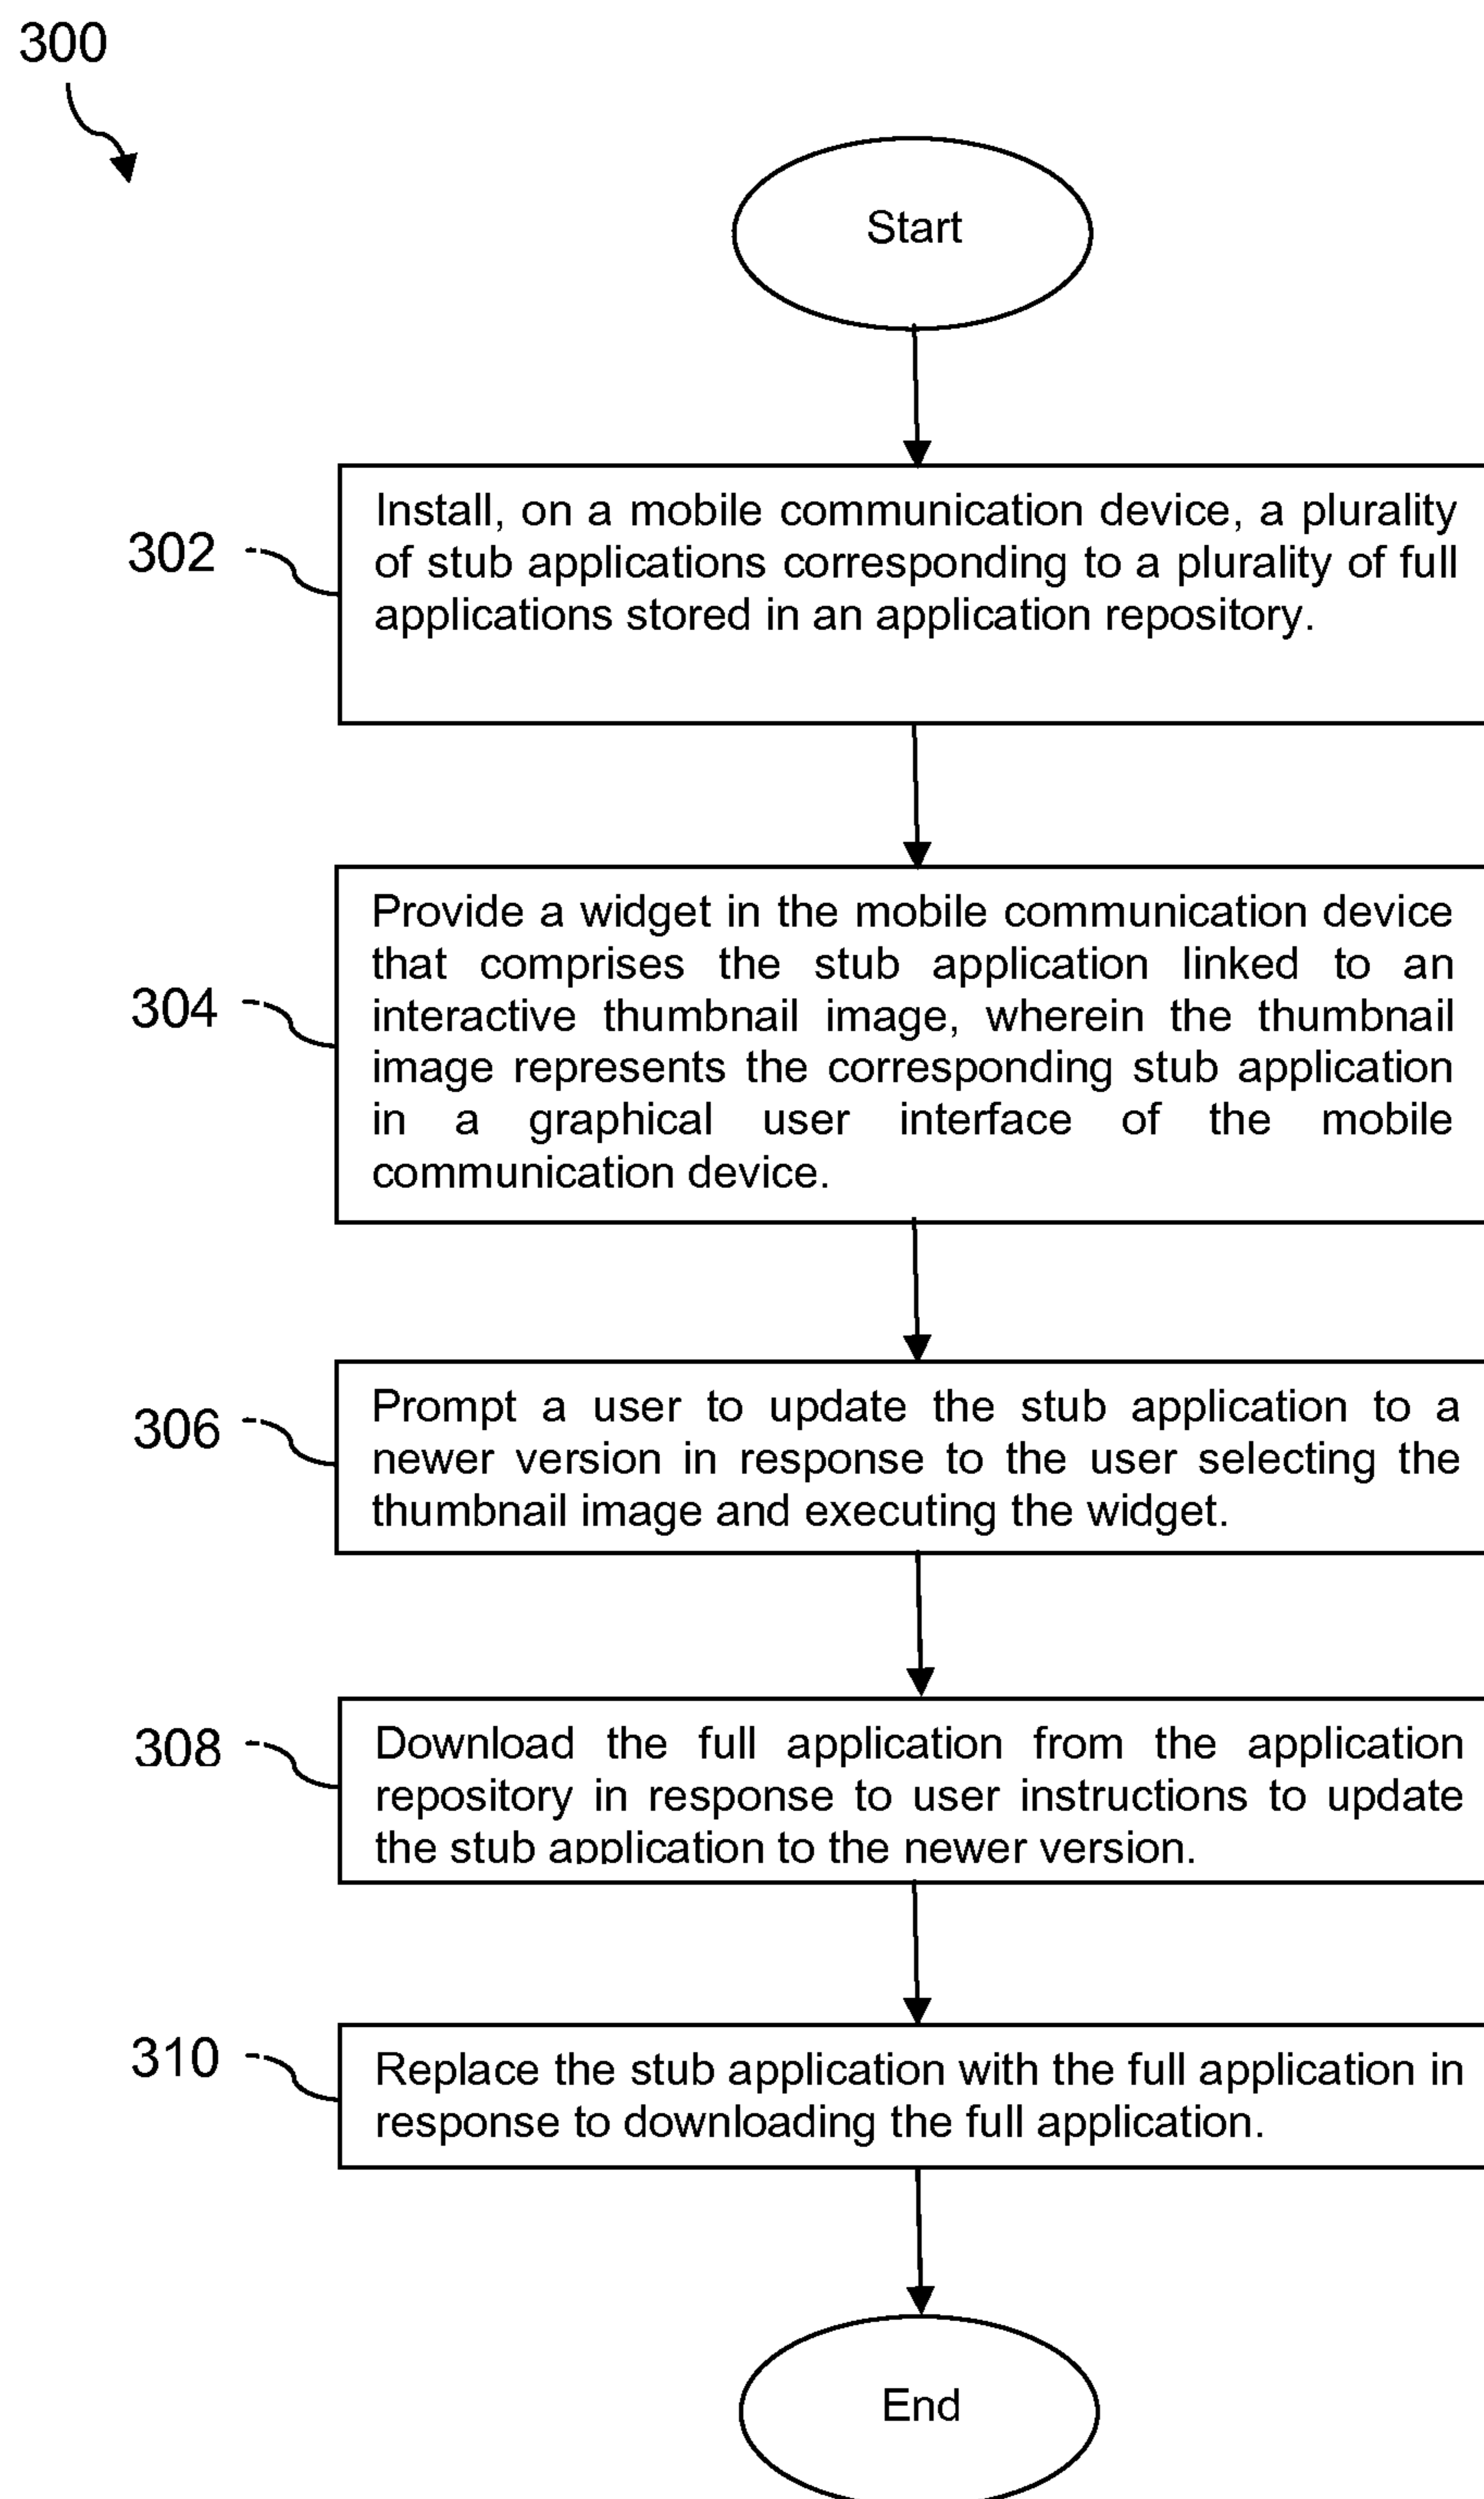 300
Start
302
Install, on a mobile communication device, a plurality
of stub applications corresponding to a plurality of full
applications stored in an application repository.
304
Provide a widget in the mobile communication device
that comprises the stub application linked to an
interactive thumbnail image, wherein the thumbnail
image represents the corresponding stub application
in a graphical user interface of the mobile
communication device.
306
Prompt a user to update the stub application to a
newer version in response to the user selecting the
thumbnail image and executing the widget.
308
Download the full application from the application
repository in response to user instructions to update
the stub application to the newer version.
310
Replace the stub application with the full application in
response to downloading the full application.
End